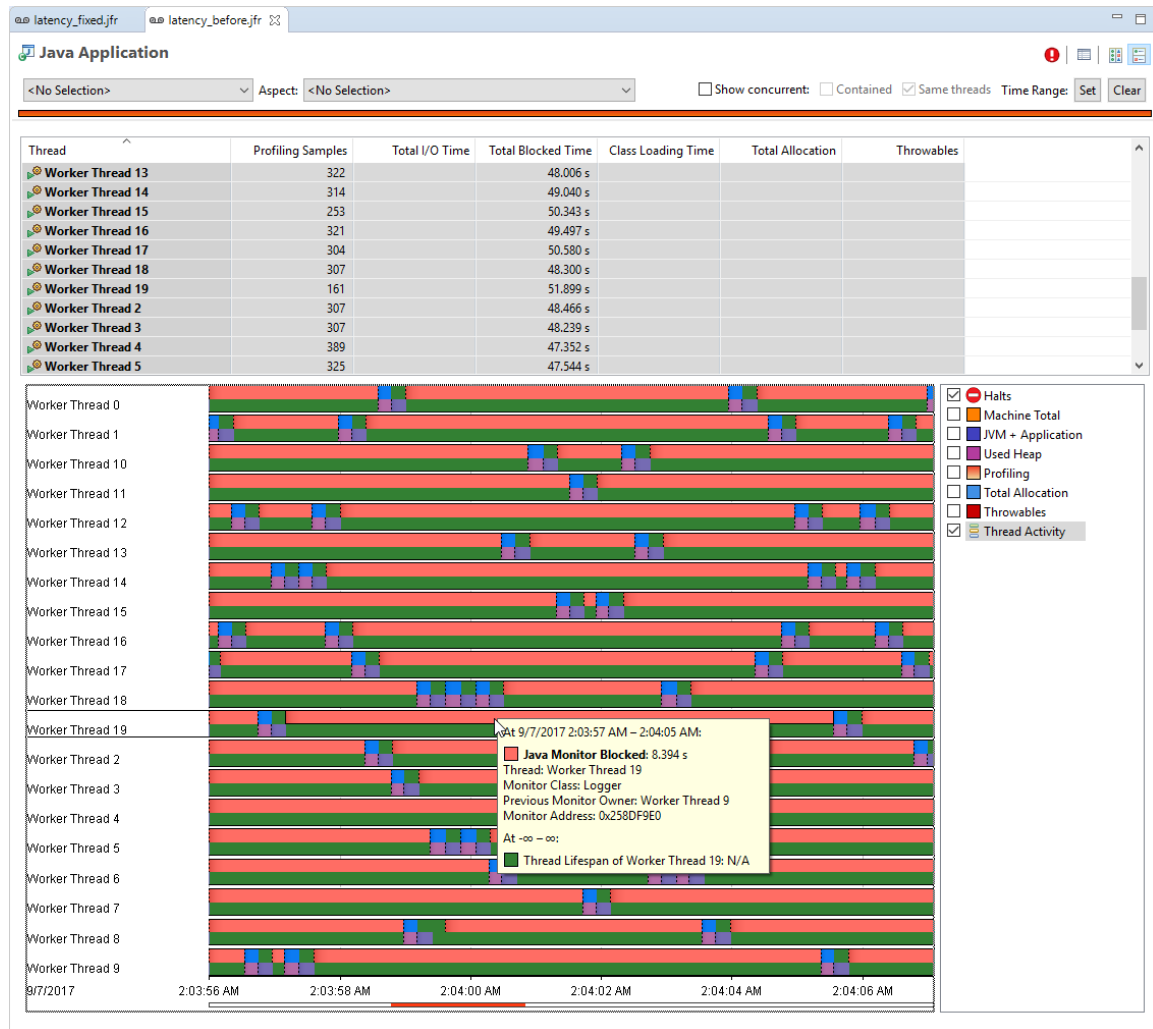 latency_fixed.jfr latency_before.jfr
Java Application
<No Selection> Aspect: <No Selection> Show concurrent: Contained Same threads Time Range: Set Clear
Thread Profiling Samples Total I/O Time Total Blocked Time Class Loading Time Total Allocation Throwables
Worker Thread 13 322 48.006 s
Worker Thread 14 314 49.040 s
Worker Thread 15 253 50.343 s
Worker Thread 16 321 49.497 s
Worker Thread 17 304 50.580 s
Worker Thread 18 307 48.300 s
Worker Thread 19 161 51.899 s
Worker Thread 2 307 48.466 s
Worker Thread 3 307 48.239 s
Worker Thread 4 389 47.352 s
Worker Thread 5 325 47.544 s
Worker Thread 0
Worker Thread 1
Worker Thread 10
Worker Thread 11
Worker Thread 12
Worker Thread 13
Worker Thread 14
Worker Thread 15
Worker Thread 16
Worker Thread 17
Worker Thread 18
Worker Thread 19
Worker Thread 2
Worker Thread 3
Worker Thread 4
Worker Thread 5
Worker Thread 6
Worker Thread 7
Worker Thread 8
Worker Thread 9
At 9/7/2017 2:03:57 AM – 2:04:05 AM:
Java Monitor Blocked: 8.394 s
Thread: Worker Thread 19
Monitor Class: Logger
Previous Monitor Owner: Worker Thread 9
Monitor Address: 0x258DF9E0
At -∞ – ∞:
Thread Lifespan of Worker Thread 19: N/A
9/7/2017 2:03:56 AM 2:03:58 AM 2:04:00 AM 2:04:02 AM 2:04:04 AM 2:04:06 AM
Halts
Machine Total
JVM + Application
Used Heap
Profiling
Total Allocation
Throwables
Thread Activity